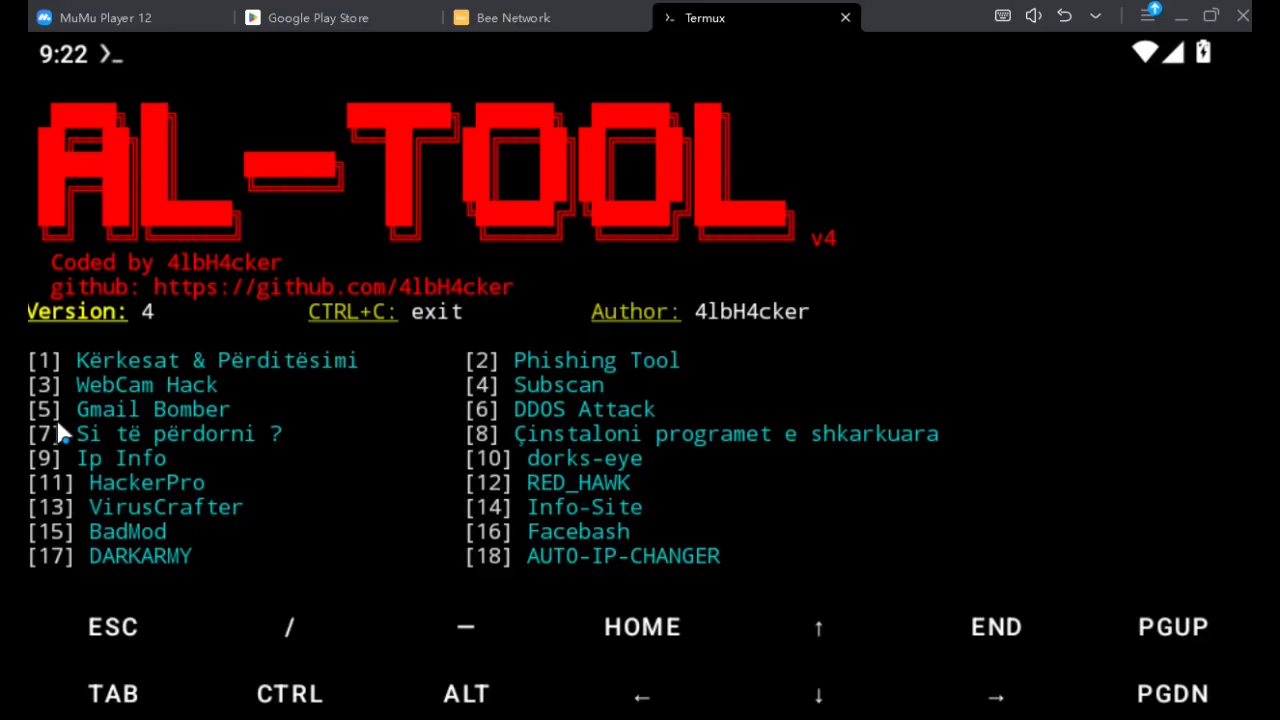 MuMu Player 12 Google Play Store Bee Network Termux
9:22
AL-TOOL v4
Coded by 4lbH4cker
github: https://github.com/4lbH4cker
Version: 4 CTRL+C: exit Author: 4lbH4cker
[1] Kërkesat & Përditësimi [2] Phishing Tool
[3] WebCam Hack [4] Subscan
[5] Gmail Bomber [6] DDOS Attack
[7] Si të përdorni ? [8] Çinstaloni programet e shkarkuara
[9] Ip Info [10] dorks-eye
[11] HackerPro [12] RED_HAWK
[13] VirusCrafter [14] Info-Site
[15] BadMod [16] Facebash
[17] DARKARMY [18] AUTO-IP-CHANGER
ESC / — HOME ↑ END PGUP
TAB CTRL ALT ← ↓ → PGDN